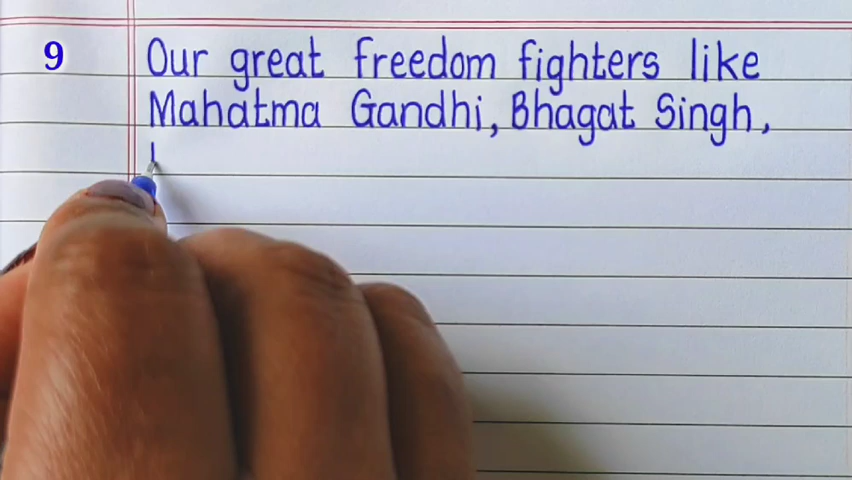 9 Our great freedom fighters like
Mahatma Gandhi, Bhagat Singh,